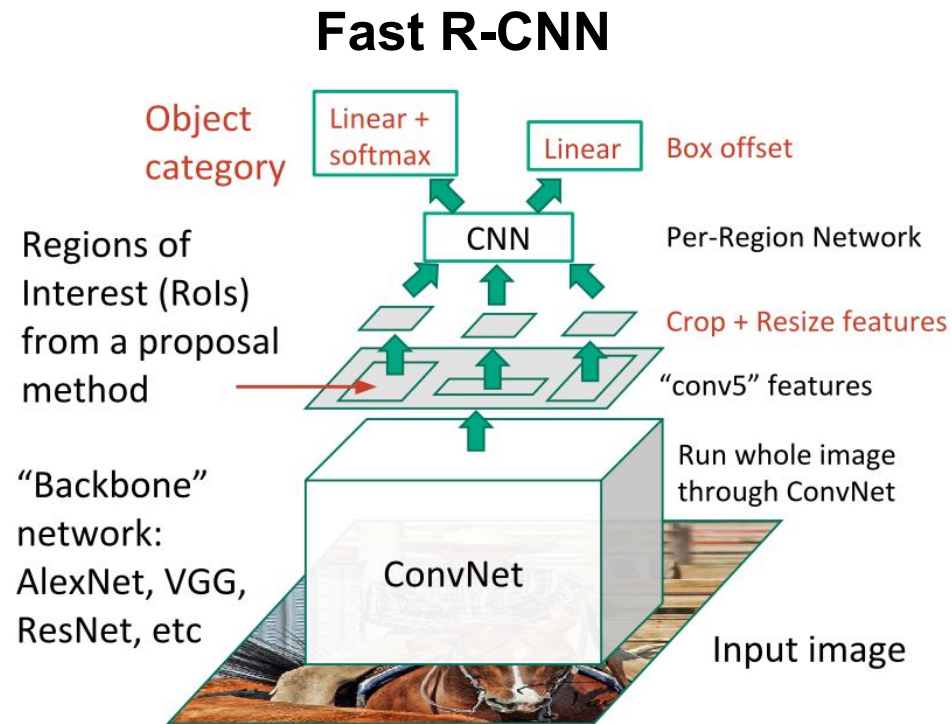 Fast R-CNN
Object
category
Linear +
softmax
Linear
Box offset
CNN
Per-Region Network
Regions of
Interest (RoIs)
from a proposal
method
Crop + Resize features
“conv5” features
Run whole image
through ConvNet
“Backbone”
network:
AlexNet, VGG,
ResNet, etc
ConvNet
Input image